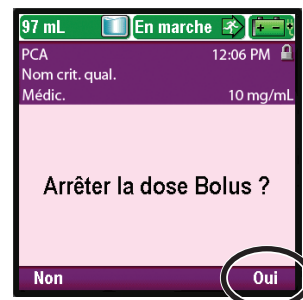 97 mL En marche
PCA 12:06 PM
Nom crit. qual.
Médic. 10 mg/mL
Arrêter la dose Bolus ?
Non Oui